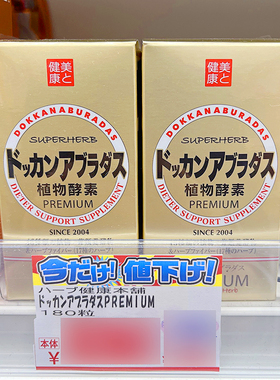 健康と
美
DOKKANABURADAS
SUPERHERB
ドッカンアブラダス
植物酵素
PREMIUM
DIETER SUPPORT SUPPLEMENT
SINCE 2004
健康と
美
DOKKANABURADAS
SUPERHERB
ドッカンアブラダス
植物酵素
PREMIUM
DIETER SUPPORT SUPPLEMENT
SINCE 2004
今だけ! 値下げ!
ハーブ健康本舗
ドッカンアブラダスPREMIUM
180粒
本体
¥